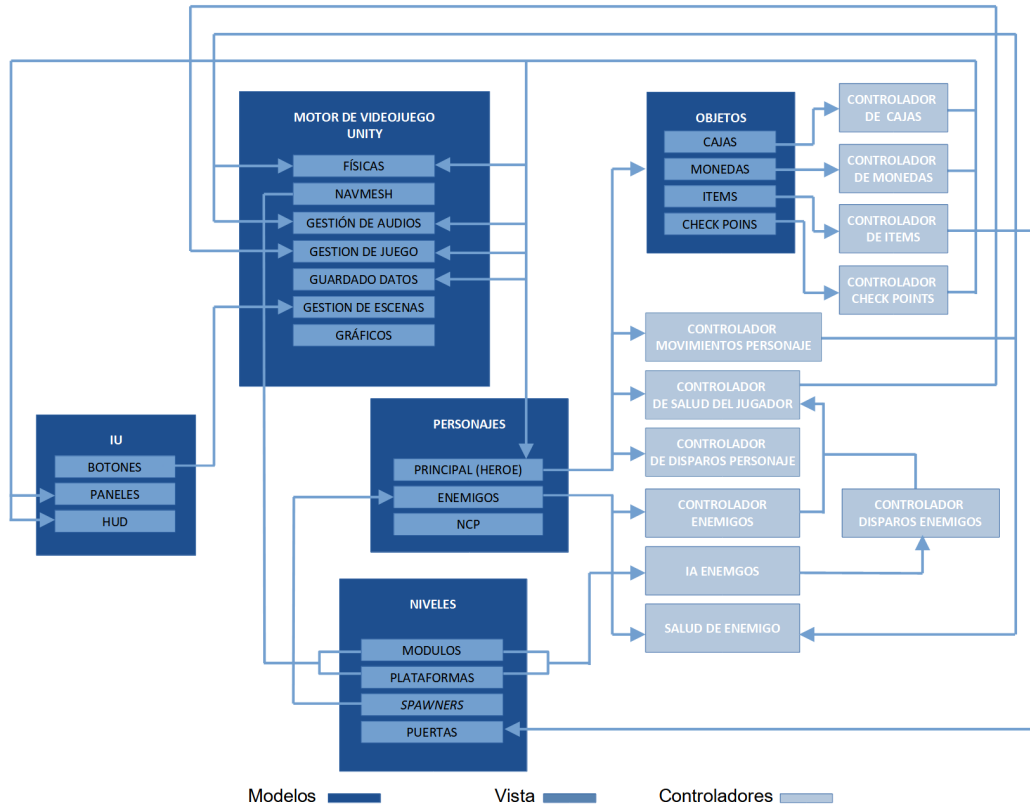 MOTOR DE VIDEOJUEGO
UNITY
FÍSICAS
NAVMESH
GESTIÓN DE AUDIOS
GESTION DE JUEGO
GUARDADO DATOS
GESTION DE ESCENAS
GRÁFICOS
OBJETOS
CAJAS
MONEDAS
ITEMS
CHECK POINS
CONTROLADOR
DE CAJAS
CONTROLADOR
DE MONEDAS
CONTROLADOR
DE ITEMS
CONTROLADOR
CHECK POINTS
CONTROLADOR
MOVIMIENTOS PERSONAJE
CONTROLADOR
DE SALUD DEL JUGADOR
CONTROLADOR
DE DISPAROS PERSONAJE
CONTROLADOR
ENEMIGOS
CONTROLADOR
DISPAROS ENEMIGOS
IA ENEMGOS
SALUD DE ENEMIGO
IU
BOTONES
PANELES
HUD
PERSONAJES
PRINCIPAL (HEROE)
ENEMIGOS
NCP
NIVELES
MODULOS
PLATAFORMAS
SPAWNERS
PUERTAS
Modelos
Vista
Controladores